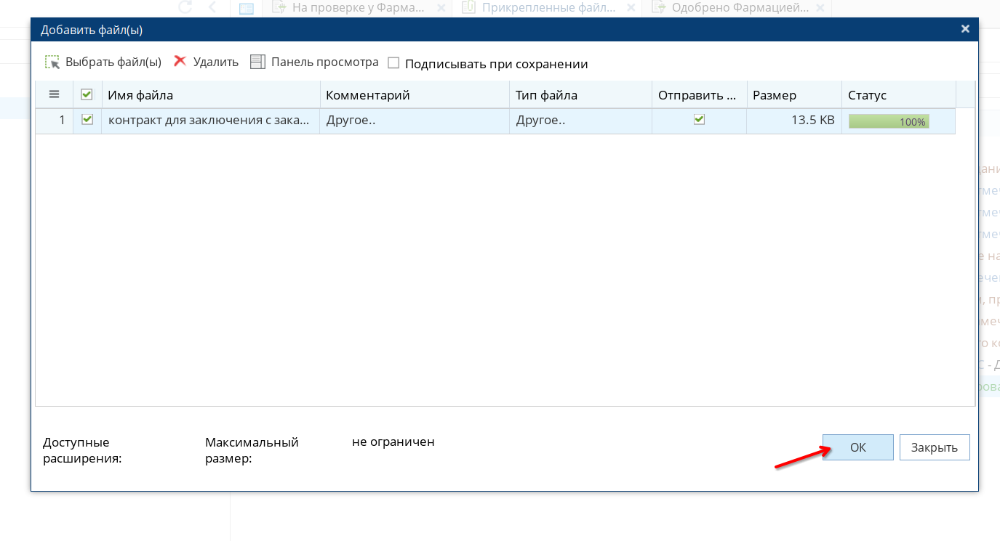 На проверке у Фарма...
Прикрепленные файл...
Одобрено Фармацией...
Добавить файл(ы)
Выбрать файл(ы) Удалить Панель просмотра Подписывать при сохранении
Имя файла Комментарий Тип файла Отправить ... Размер Статус
1 контракт для заключения с зака... Другое.. Другое.. 13.5 KB 100%
Доступные
расширения:
Максимальный
размер:
не ограничен
ОК Закрыть